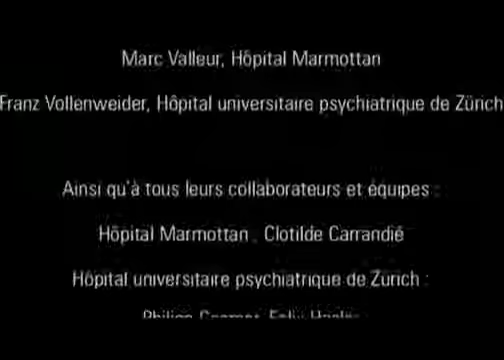 Marc Valleur, Hôpital Marmottan
Franz Vollenweider, Hôpital universitaire psychiatrique de Zürich
Ainsi qu'à tous leurs collaborateurs et équipes :
Hôpital Marmottan : Clotilde Carrandié
Hôpital universitaire psychiatrique de Zürich :